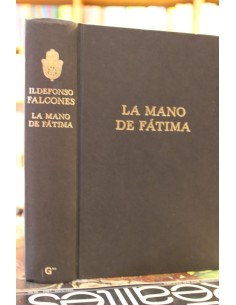 ILDEFONSO
FALCONES
LA MANO
DE FÁTIMA
LA MANO
DE FÁTIMA